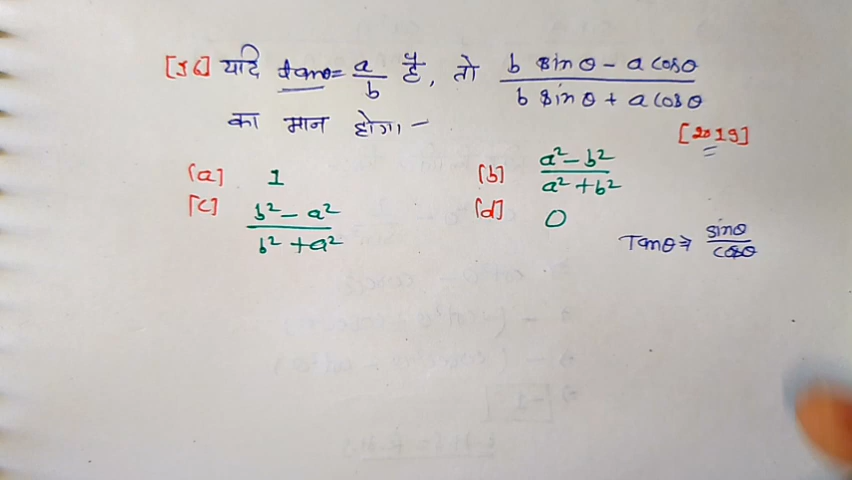 [36] यदि tanθ = a/b है, तो (b sinθ - a cosθ)/(b sinθ + a cosθ)
का मान होगा।-
[2019]
[a] 1 [b] (a²-b²)/(a²+b²)
[c] (b²-a²)/(b²+a²) [d] 0
Tanθ ⇒ sinθ/cosθ